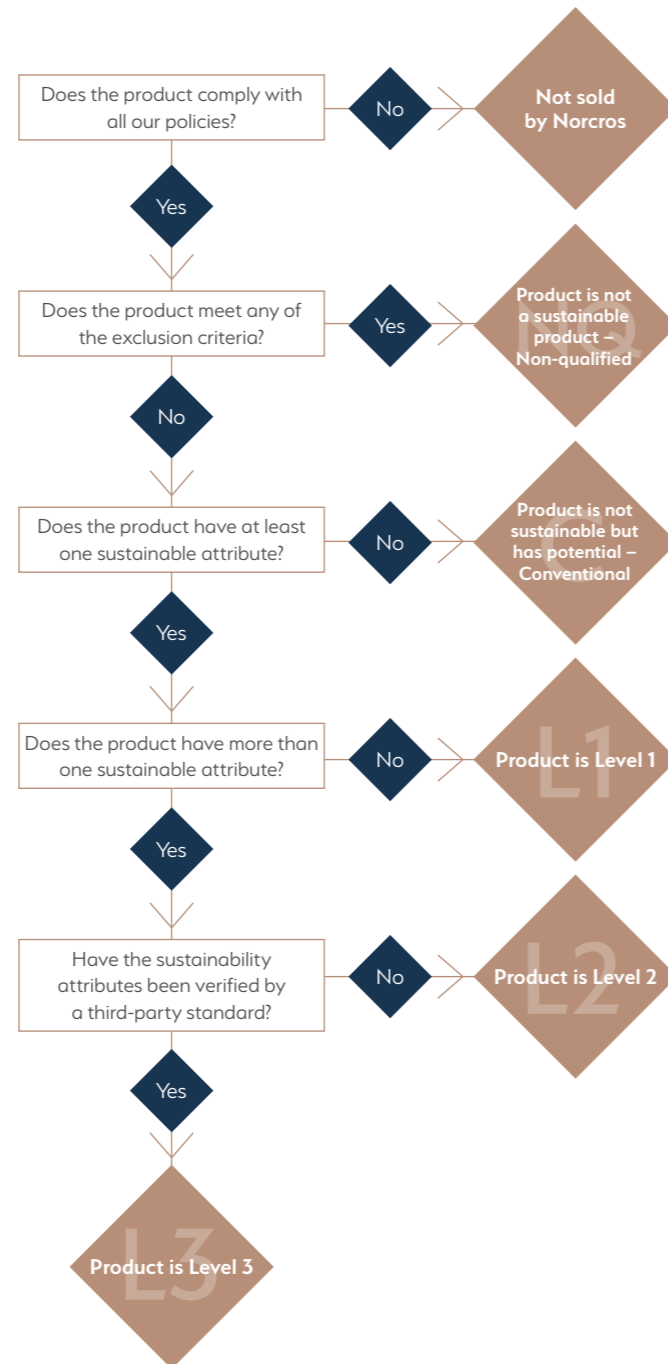 Does the product comply with
all our policies?
No
Not sold
by Norcros
Yes
Does the product meet any of
the exclusion criteria?
Yes
NQ
Product is not
a sustainable
product –
Non-qualified
No
Does the product have at least
one sustainable attribute?
No
C
Product is not
sustainable but
has potential –
Conventional
Yes
Does the product have more than
one sustainable attribute?
No
L1
Product is Level 1
Yes
Have the sustainability
attributes been verified by
a third-party standard?
No
L2
Product is Level 2
Yes
L3
Product is Level 3